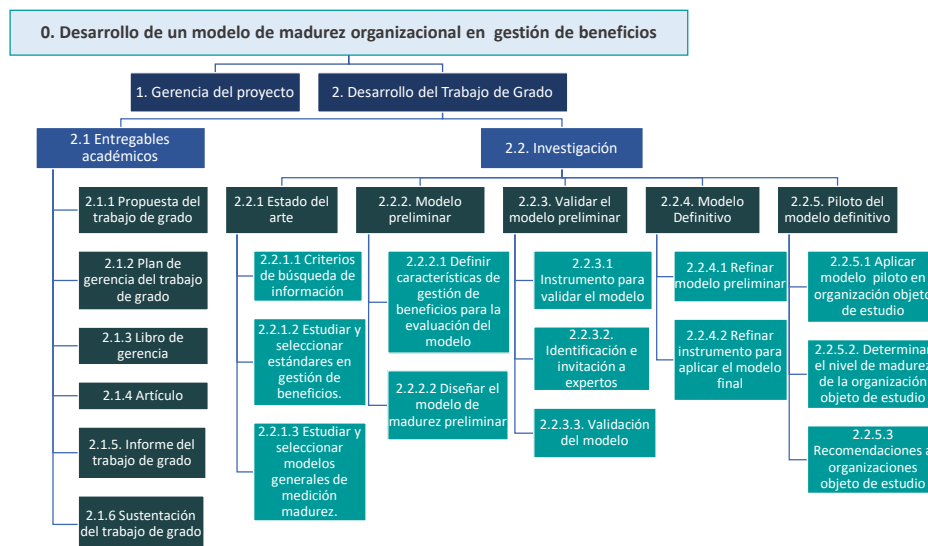 0. Desarrollo de un modelo de madurez organizacional en gestión de beneficios
1. Gerencia del proyecto
2. Desarrollo del Trabajo de Grado
2.1 Entregables
académicos
2.2. Investigación
2.1.1 Propuesta del
trabajo de grado
2.1.2 Plan de
gerencia del trabajo
de grado
2.1.3 Libro de
gerencia
2.1.4 Artículo
2.1.5. Informe del
trabajo de grado
2.1.6 Sustentación
del trabajo de grado
2.2.1 Estado del
arte
2.2.1.1 Criterios
de búsqueda de
información
2.2.1.2 Estudiar y
seleccionar
estándares en
gestión de
beneficios.
2.2.1.3 Estudiar y
seleccionar
modelos
generales de
medición
madurez.
2.2.2. Modelo
preliminar
2.2.2.1 Definir
características de
gestión de
beneficios para la
evaluación del
modelo
2.2.2.2 Diseñar el
modelo de
madurez preliminar
2.2.3. Validar el
modelo preliminar
2.2.3.1
Instrumento para
validar el modelo
2.2.3.2.
Identificación e
invitación a
expertos
2.2.3.3. Validación
del modelo
2.2.4. Modelo
Definitivo
2.2.4.1 Refinar
modelo preliminar
2.2.4.2 Refinar
instrumento para
aplicar el modelo
final
2.2.5. Piloto del
modelo definitivo
2.2.5.1 Aplicar
modelo piloto en
organización objeto
de estudio
2.2.5.2. Determinar
el nivel de madurez
de la organización
objeto de estudio
2.2.5.3
Recomendaciones a
organizaciones
objeto de estudio